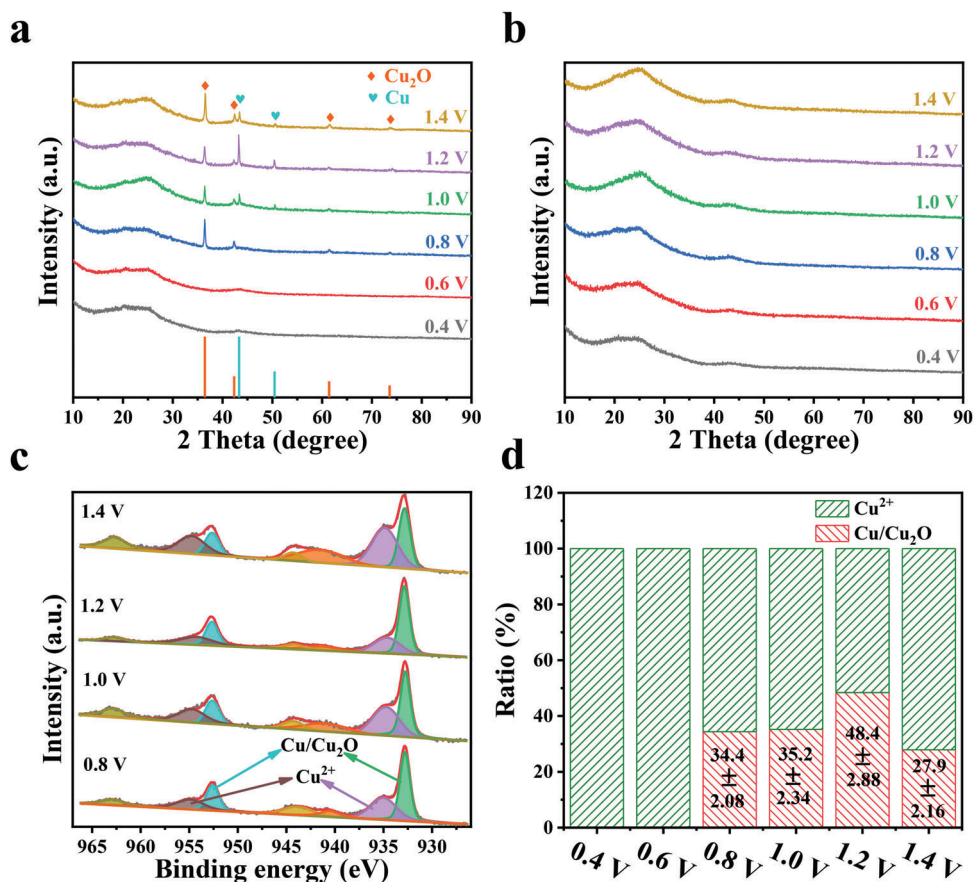 a
Cu₂O
Cu
1.4 V
1.2 V
1.0 V
0.8 V
0.6 V
0.4 V
Intensity (a.u.)
10 20 30 40 50 60 70 80 90
2 Theta (degree)
b
1.4 V
1.2 V
1.0 V
0.8 V
0.6 V
0.4 V
Intensity (a.u.)
10 20 30 40 50 60 70 80 90
2 Theta (degree)
c
1.4 V
1.2 V
1.0 V
0.8 V
Cu/Cu₂O
Cu²⁺
Intensity (a.u.)
965 960 955 950 945 940 935 930
Binding energy (eV)
d
Cu²⁺
Cu/Cu₂O
120
100
80
60
40
20
0
Ratio (%)
34.4
±
2.08
35.2
±
2.34
48.4
±
2.88
27.9
±
2.16
0.4 V 0.6 V 0.8 V 1.0 V 1.2 V 1.4 V